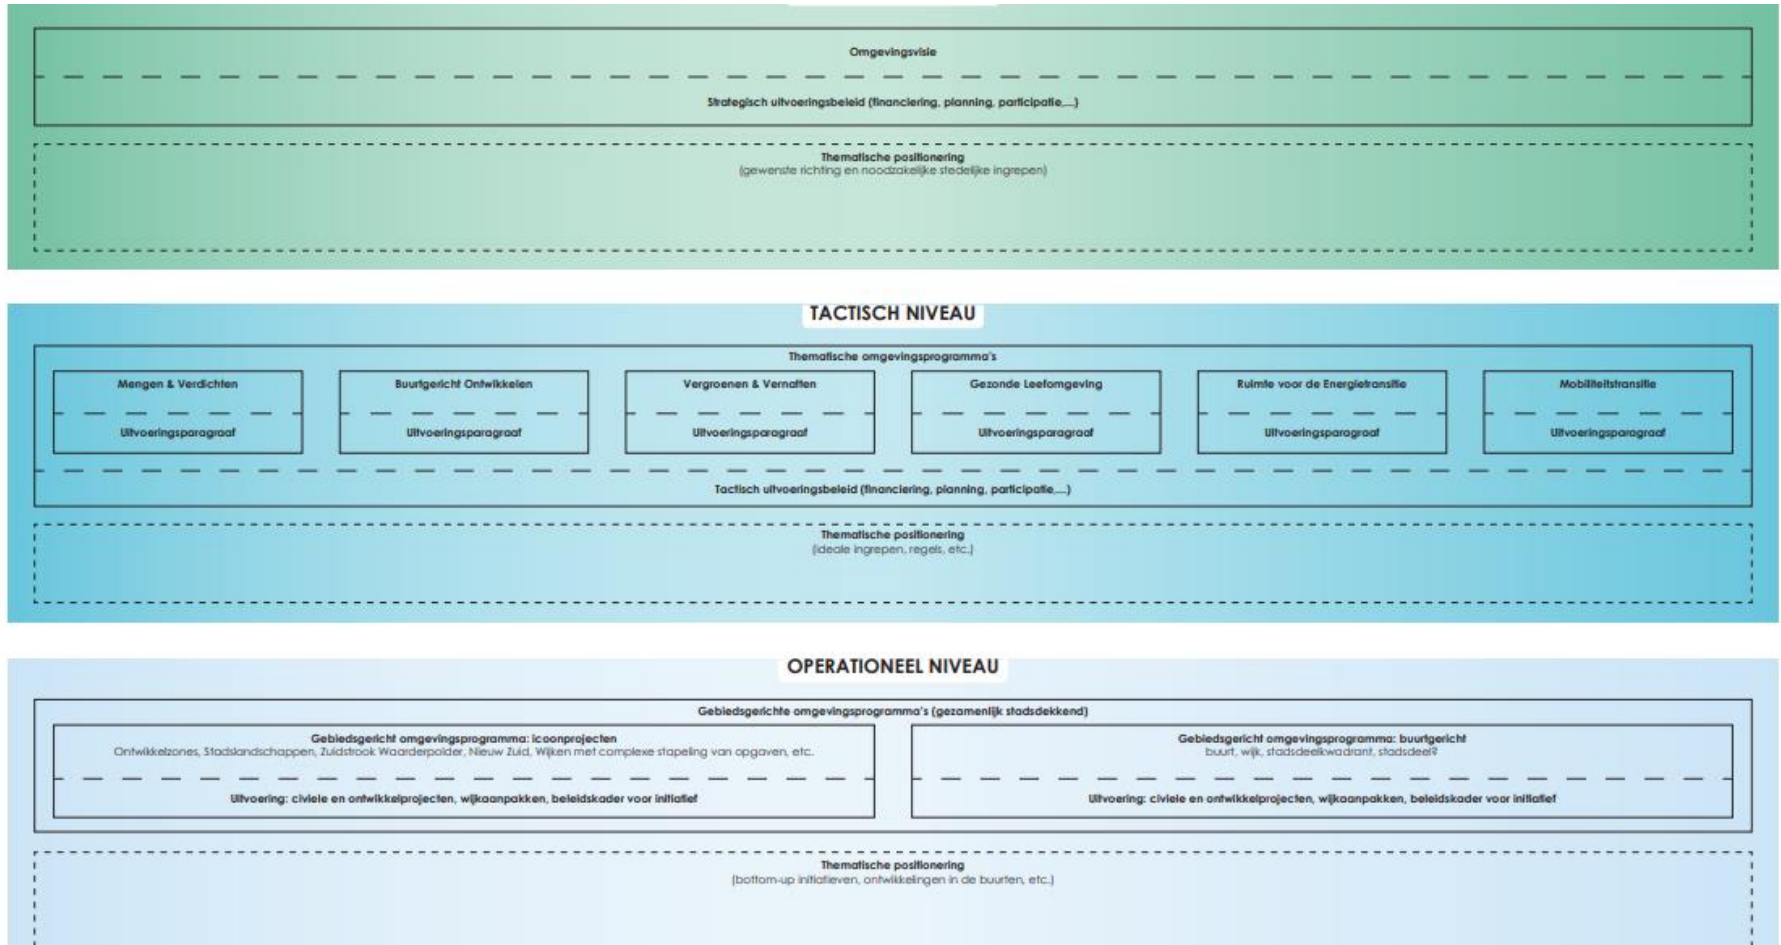 Omgevingsvisie
Strategisch uitvoeringsbeleid (financiering, planning, participatie,...)
Thematische positionering
(gewenste richting en noodzakelijke stedelijke ingrepen)
TACTISCH NIVEAU
Thematische omgevingsprogramma's
Mengen & Verdichten
Uitvoeringsparagraaf
Buurtgericht Ontwikkelen
Uitvoeringsparagraaf
Vergroenen & Vernatten
Uitvoeringsparagraaf
Gezonde Leefomgeving
Uitvoeringsparagraaf
Ruimte voor de Energietransitie
Uitvoeringsparagraaf
Mobiliteitstransitie
Uitvoeringsparagraaf
Tactisch uitvoeringsbeleid (financiering, planning, participatie,...)
Thematische positionering
(ideale ingrepen, regels, etc.)
OPERATIONEEL NIVEAU
Gebiedsgerichte omgevingsprogramma's (gezamenlijk stadsdekkend)
Gebiedsgericht omgevingsprogramma: icoonprojecten
Ontwikkelzones, Stadslandschappen, Zuidstrook Waarderpolder, Nieuw Zuid, Wijken met complexe stapeling van opgaven, etc.
Uitvoering: civiele en ontwikkelprojecten, wijkaanpakken, beleidskader voor initiatief
Gebiedsgericht omgevingsprogramma: buurtgericht
buurt, wijk, stadsdeelkwadrant, stadsdeel?
Uitvoering: civiele en ontwikkelprojecten, wijkaanpakken, beleidskader voor initiatief
Thematische positionering
(bottom-up initiatieven, ontwikkelingen in de buurten, etc.)